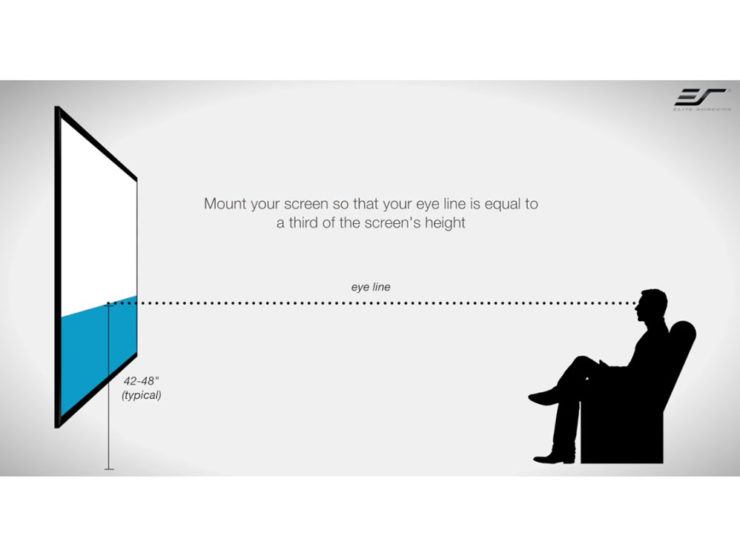 ELITE SCREENS
Mount your screen so that your eye line is equal to
a third of the screen's height
eye line
42-48"
(typical)